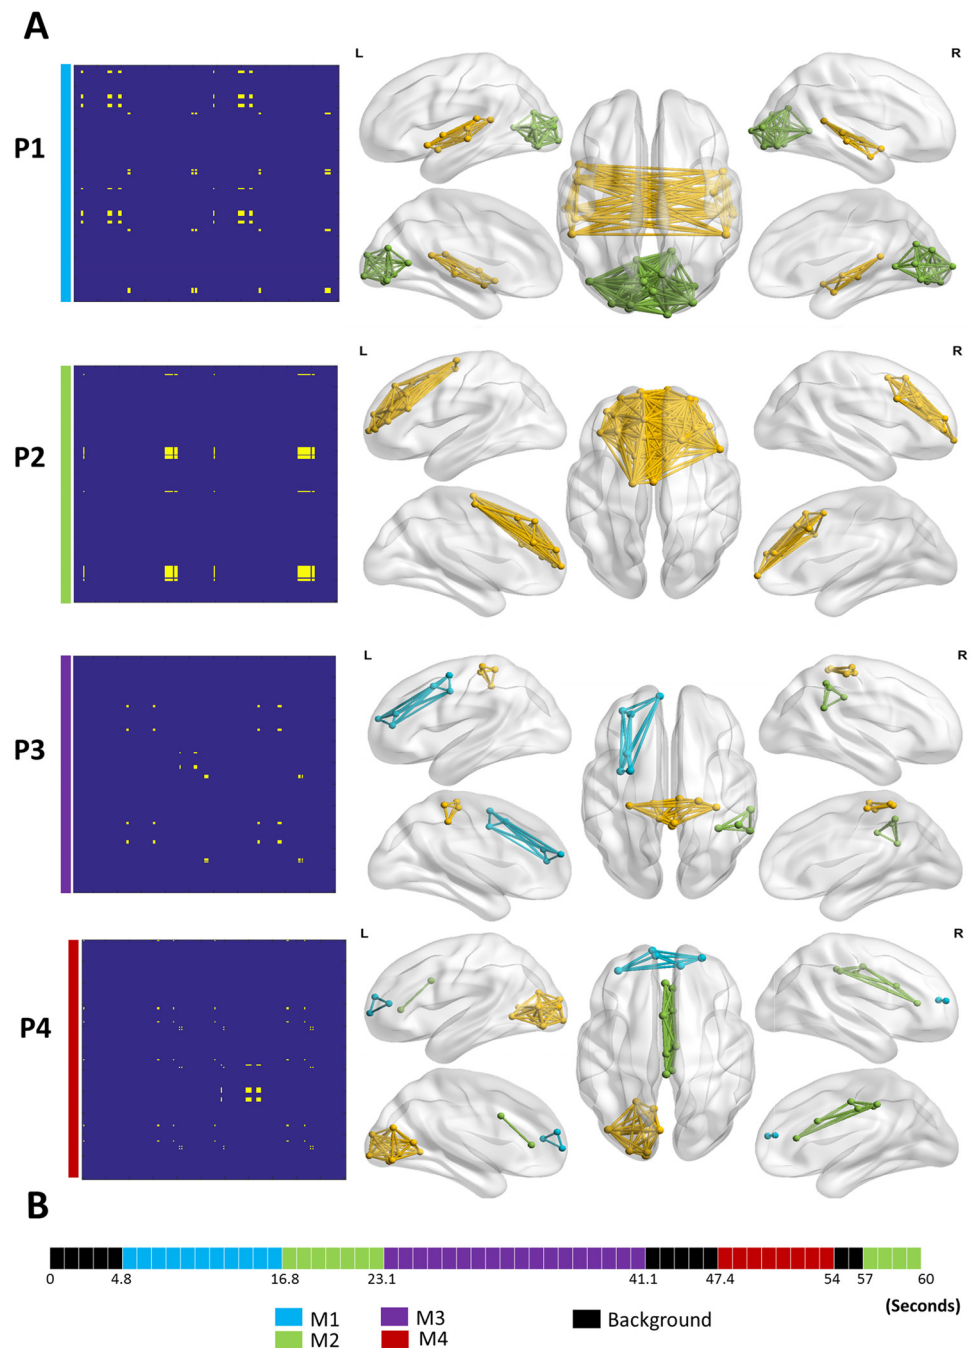 A
L R
P1
L R
P2
L R
P3
L R
P4
B
0 4.8 16.8 23.1 41.1 47.4 54 57 60
(Seconds)
M1 M3 Background
M2 M4